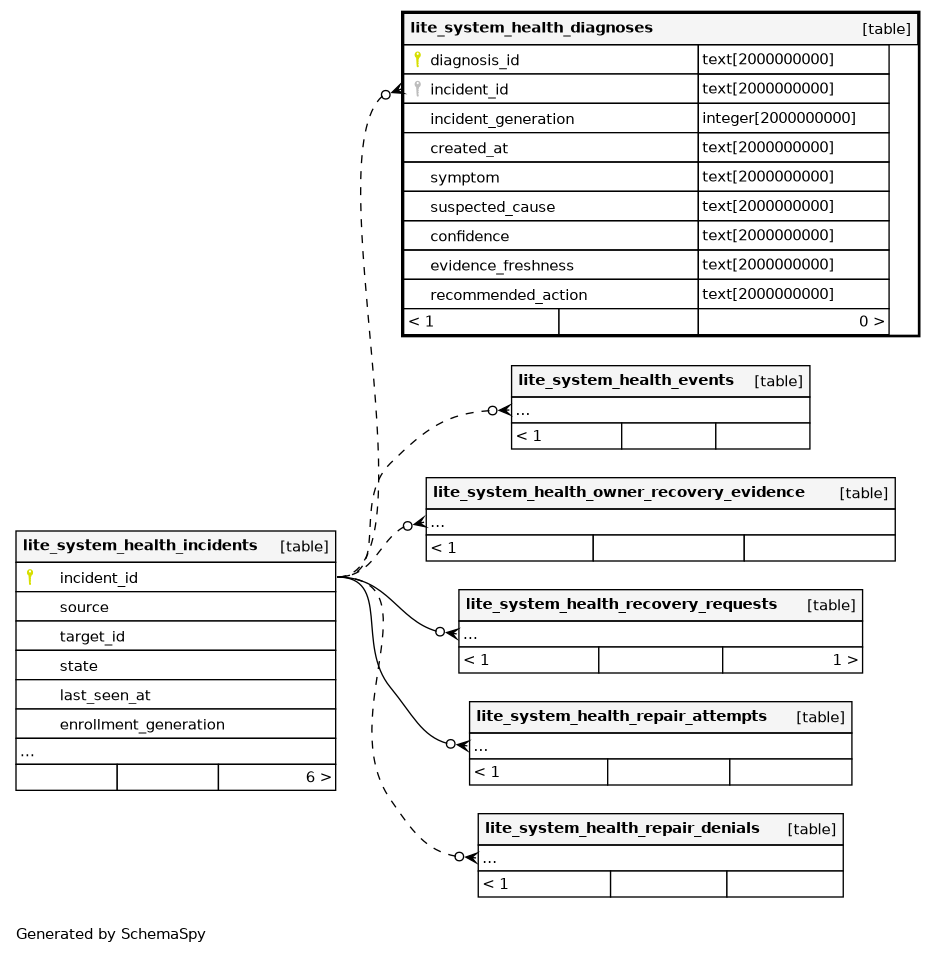 lite_system_health_diagnoses [table]
diagnosis_id text[2000000000]
incident_id text[2000000000]
incident_generation integer[2000000000]
created_at text[2000000000]
symptom text[2000000000]
suspected_cause text[2000000000]
confidence text[2000000000]
evidence_freshness text[2000000000]
recommended_action text[2000000000]
< 1 0 >
lite_system_health_events [table]
...
< 1
lite_system_health_owner_recovery_evidence [table]
...
< 1
lite_system_health_incidents [table]
incident_id
source
target_id
state
last_seen_at
enrollment_generation
...
6 >
lite_system_health_recovery_requests [table]
...
< 1 1 >
lite_system_health_repair_attempts [table]
...
< 1
lite_system_health_repair_denials [table]
...
< 1
Generated by SchemaSpy